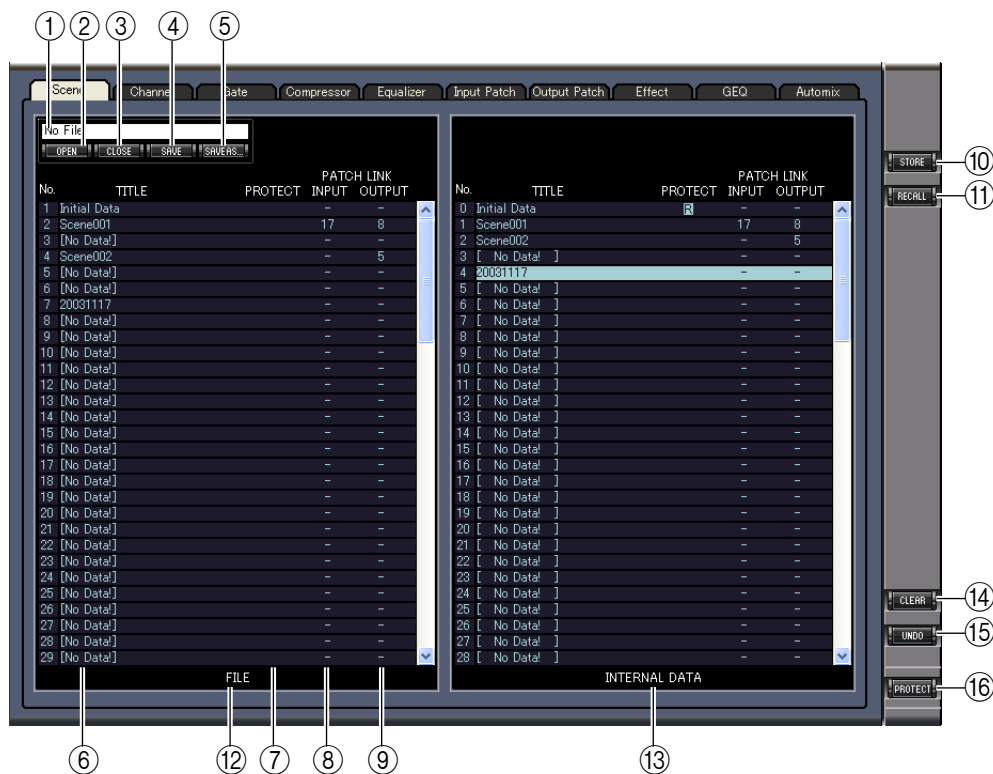 ① ② ③ ④ ⑤
Scene Channel Gate Compressor Equalizer Input Patch Output Patch Effect GEQ Automix
No File
OPEN CLOSE SAVE SAVE AS...
STORE ⑩
RECALL ⑪
PATCH LINK
No. TITLE PROTECT INPUT OUTPUT
1 Initial Data - -
2 Scene001 17 8
3 [No Data!] - -
4 Scene002 - 5
5 [No Data!] - -
6 [No Data!] - -
7 20031117 - -
8 [No Data!] - -
9 [No Data!] - -
10 [No Data!] - -
11 [No Data!] - -
12 [No Data!] - -
13 [No Data!] - -
14 [No Data!] - -
15 [No Data!] - -
16 [No Data!] - -
17 [No Data!] - -
18 [No Data!] - -
19 [No Data!] - -
20 [No Data!] - -
21 [No Data!] - -
22 [No Data!] - -
23 [No Data!] - -
24 [No Data!] - -
25 [No Data!] - -
26 [No Data!] - -
27 [No Data!] - -
28 [No Data!] - -
29 [No Data!] - -
FILE
PATCH LINK
No. TITLE PROTECT INPUT OUTPUT
0 Initial Data R - -
1 Scene001 17 8
2 Scene002 - 5
3 [ No Data! ] - -
4 20031117 - -
5 [ No Data! ] - -
6 [ No Data! ] - -
7 [ No Data! ] - -
8 [ No Data! ] - -
9 [ No Data! ] - -
10 [ No Data! ] - -
11 [ No Data! ] - -
12 [ No Data! ] - -
13 [ No Data! ] - -
14 [ No Data! ] - -
15 [ No Data! ] - -
16 [ No Data! ] - -
17 [ No Data! ] - -
18 [ No Data! ] - -
19 [ No Data! ] - -
20 [ No Data! ] - -
21 [ No Data! ] - -
22 [ No Data! ] - -
23 [ No Data! ] - -
24 [ No Data! ] - -
25 [ No Data! ] - -
26 [ No Data! ] - -
27 [ No Data! ] - -
28 [ No Data! ] - -
INTERNAL DATA
CLEAR ⑭
UNDO ⑮
PROTECT ⑯
⑥ ⑫ ⑦ ⑧ ⑨ ⑬